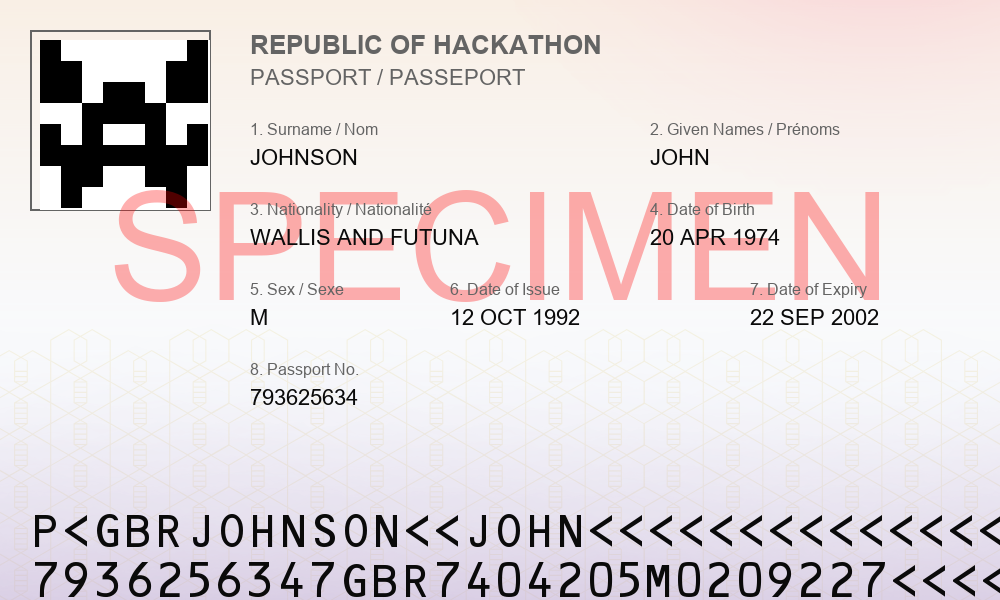 REPUBLIC OF HACKATHON
PASSPORT / PASSEPORT
1. Surname / Nom
2. Given Names / Prénoms
JOHNSON
JOHN
SPECIMEN
3. Nationality / Nationalité
4. Date of Birth
WALLIS AND FUTUNA
20 APR 1974
5. Sex / Sexe
6. Date of Issue
7. Date of Expiry
M
12 OCT 1992
22 SEP 2002
8. Passport No.
793625634
P<GBRJOHNSON<<JOHN<<<<<<<<<<<<<<
7936256347GBR7404205M0209227<<<<